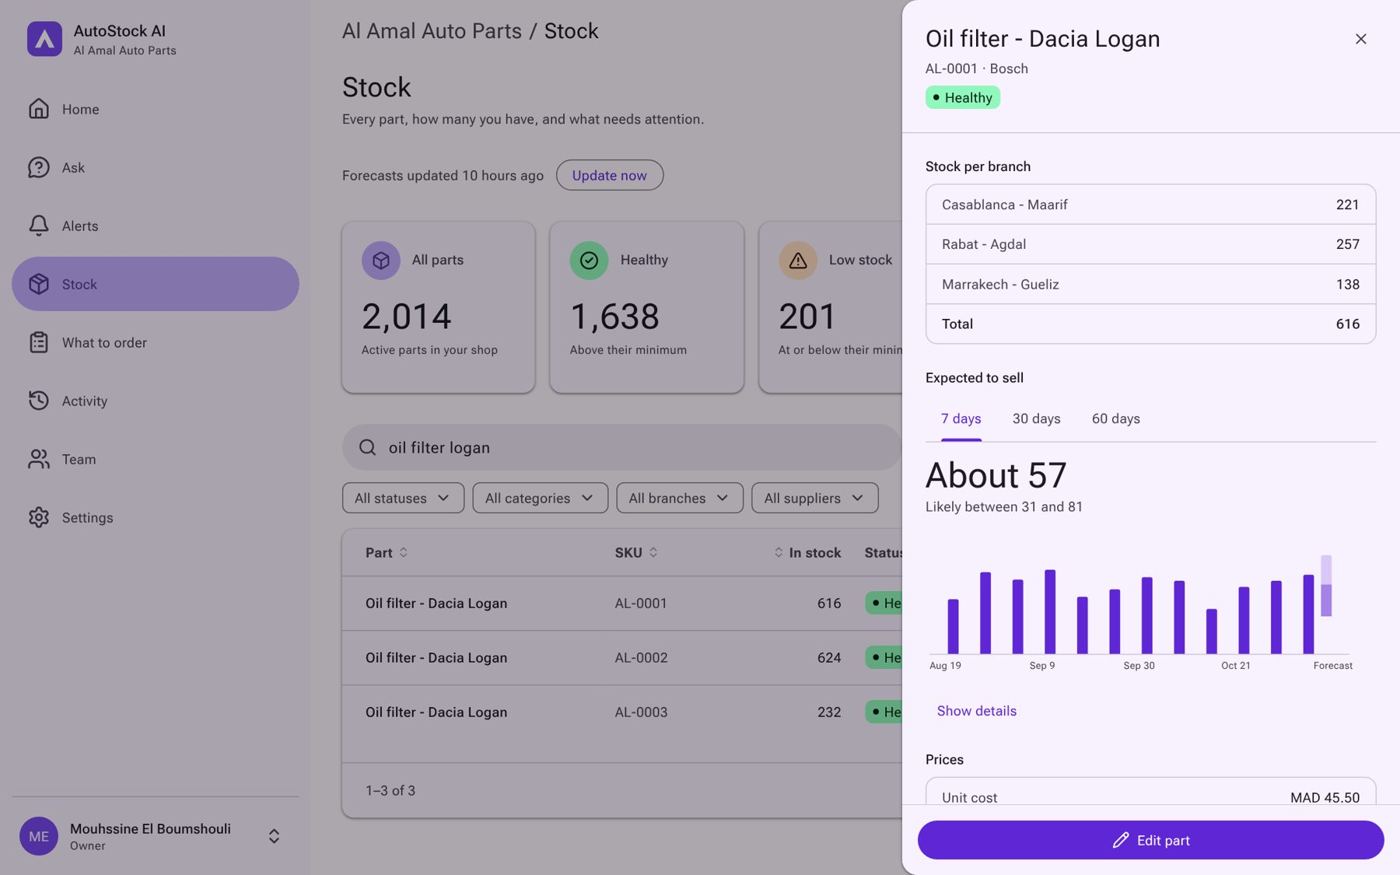 AutoStock AI
Al Amal Auto Parts
Home
Ask
Alerts
Stock
What to order
Activity
Team
Settings
ME
Mouhssine El Boumshouli
Owner
Al Amal Auto Parts / Stock
Stock
Every part, how many you have, and what needs attention.
Forecasts updated 10 hours ago
Update now
All parts
2,014
Active parts in your shop
Healthy
1,638
Above their minimum
Low stock
201
At or below their minim
oil filter logan
All statuses
All categories
All branches
All suppliers
Part SKU In stock Status
Oil filter - Dacia Logan AL-0001 616 He
Oil filter - Dacia Logan AL-0002 624 He
Oil filter - Dacia Logan AL-0003 232 He
1–3 of 3
Oil filter - Dacia Logan
AL-0001 · Bosch
Healthy
Stock per branch
Casablanca - Maarif 221
Rabat - Agdal 257
Marrakech - Gueliz 138
Total 616
Expected to sell
7 days 30 days 60 days
About 57
Likely between 31 and 81
Aug 19 Sep 9 Sep 30 Oct 21 Forecast
Show details
Prices
Unit cost MAD 45.50
Edit part